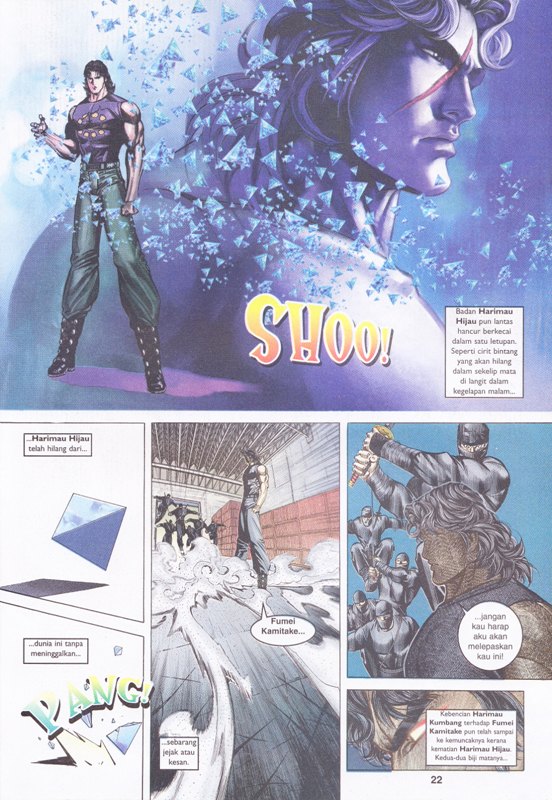 SHOO!
Badan Harimau
Hijau pun lantas
hancur berkecai
dalam satu letupan.
Seperti cirit bintang
yang akan hilang
dalam sekelip mata
di langit dalam
kegelapan malam...
...Harimau Hijau
telah hilang dari...
...dunia ini tanpa
meninggalkan...
PANG!
Fumei
Kamitake...
...sebarang
jejak atau
kesan.
...jangan
kau harap
aku akan
melepaskan
kau ini!
Kebencian Harimau
Kumbang terhadap Fumei
Kamitake pun telah sampai
ke kemuncaknya kerana
kematian Harimau Hijau.
Kedua-dua biji matanya...
22